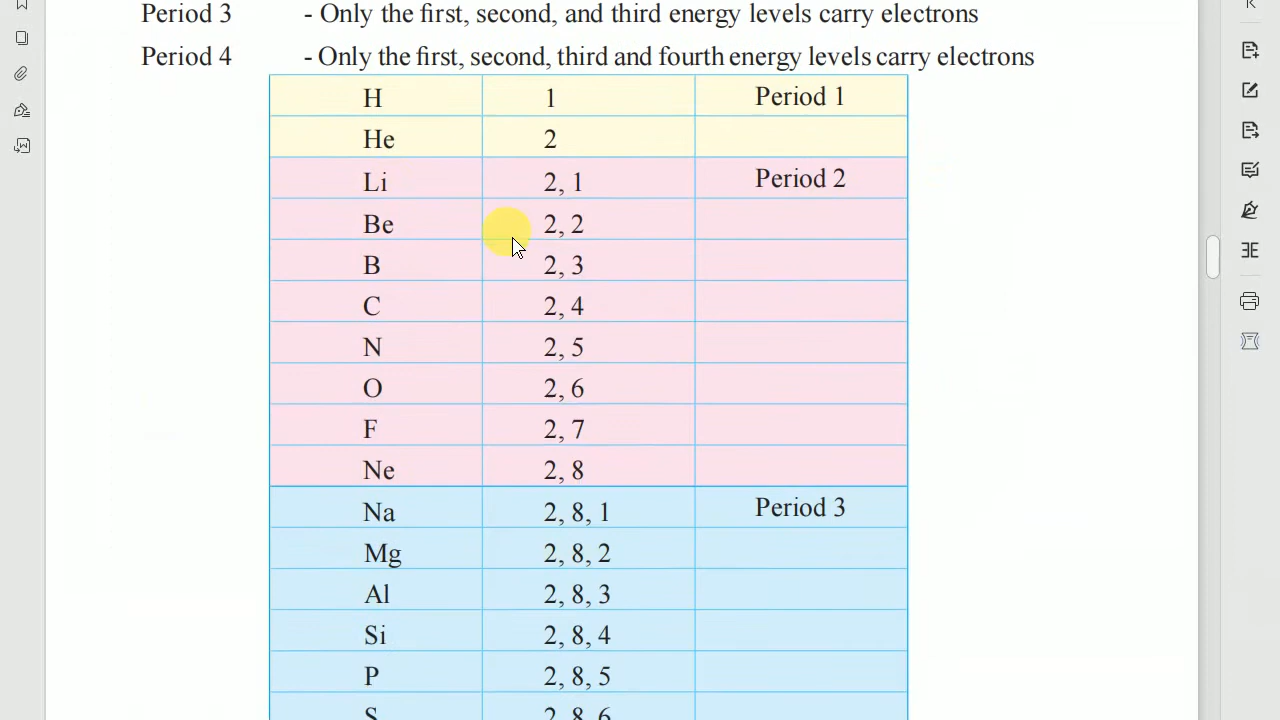 Period 3 - Only the first, second, and third energy levels carry electrons
Period 4 - Only the first, second, third and fourth energy levels carry electrons
H 1 Period 1
He 2
Li 2, 1 Period 2
Be 2, 2
B 2, 3
C 2, 4
N 2, 5
O 2, 6
F 2, 7
Ne 2, 8
Na 2, 8, 1 Period 3
Mg 2, 8, 2
Al 2, 8, 3
Si 2, 8, 4
P 2, 8, 5
S 2, 8, 6